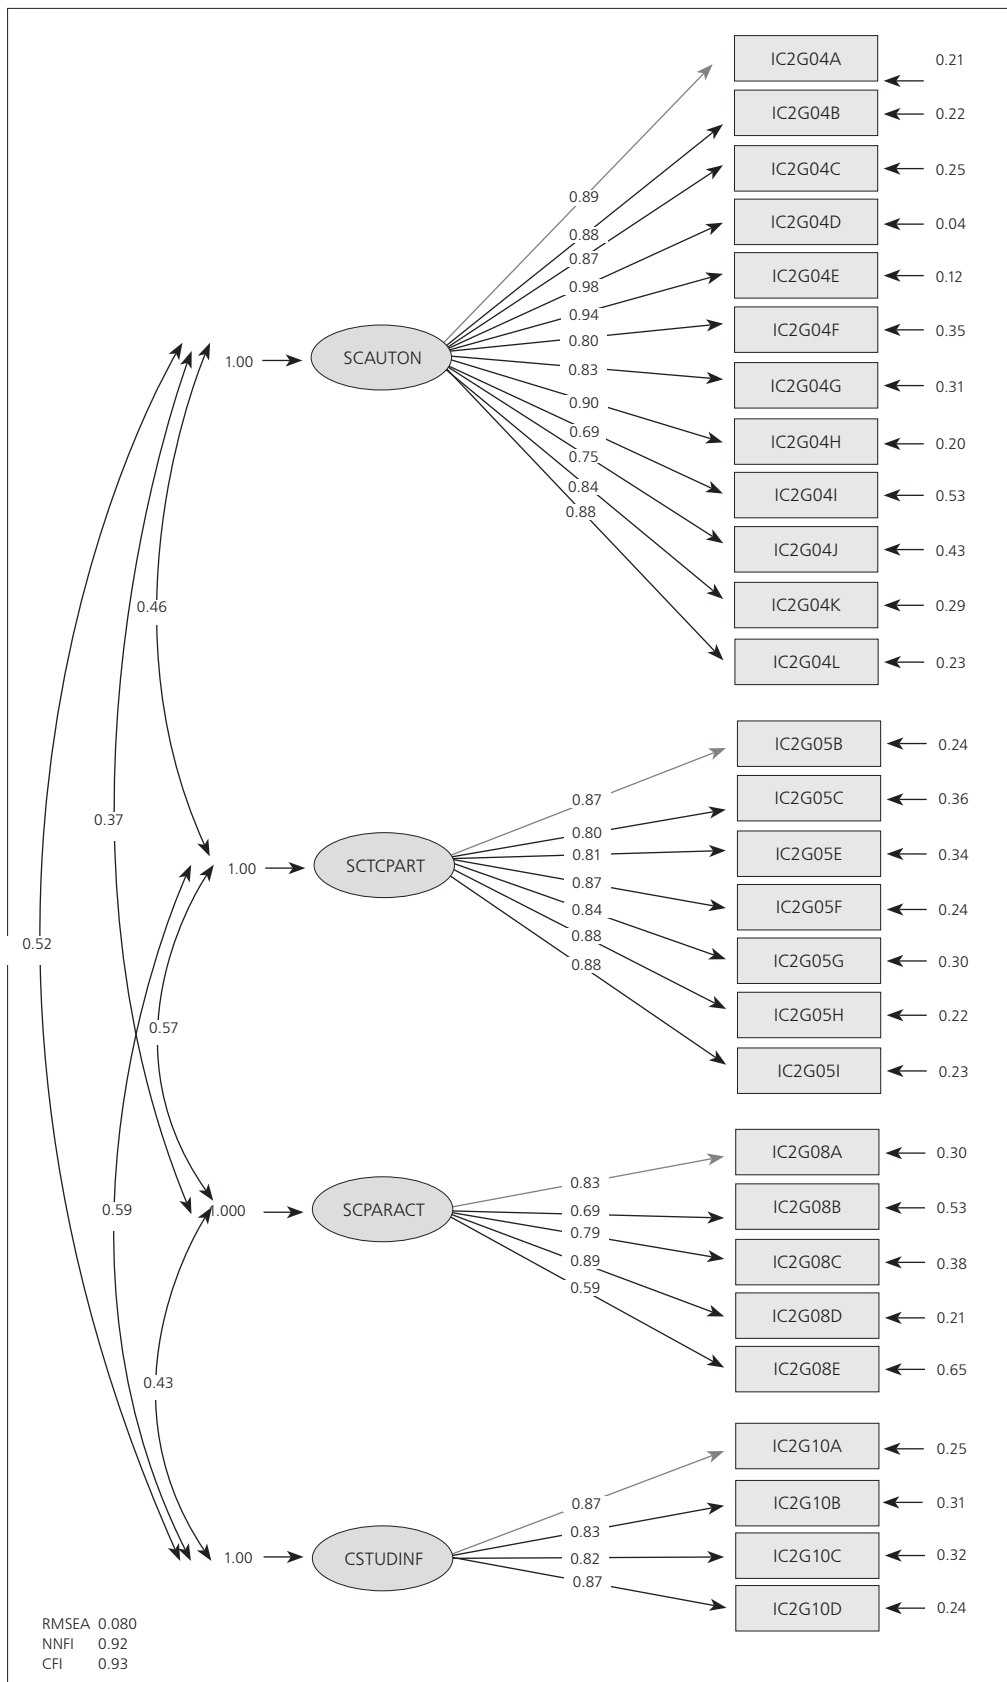 IC2G04A 0.21
IC2G04B 0.22
IC2G04C 0.25
IC2G04D 0.04
IC2G04E 0.12
IC2G04F 0.35
IC2G04G 0.31
IC2G04H 0.20
IC2G04I 0.53
IC2G04J 0.43
IC2G04K 0.29
IC2G04L 0.23
0.89
0.88
0.87
0.98
0.94
0.80
0.83
0.90
0.69
0.75
0.84
0.88
1.00 SCAUTON
0.46
0.37
0.52
0.57
0.59
0.43
IC2G05B 0.24
IC2G05C 0.36
IC2G05E 0.34
IC2G05F 0.24
IC2G05G 0.30
IC2G05H 0.22
IC2G05I 0.23
0.87
0.80
0.81
0.87
0.84
0.88
0.88
1.00 SCTCPART
IC2G08A 0.30
IC2G08B 0.53
IC2G08C 0.38
IC2G08D 0.21
IC2G08E 0.65
0.83
0.69
0.79
0.89
0.59
1.000 SCPARACT
IC2G10A 0.25
IC2G10B 0.31
IC2G10C 0.32
IC2G10D 0.24
0.87
0.83
0.82
0.87
1.00 CSTUDINF
RMSEA 0.080
NNFI 0.92
CFI 0.93